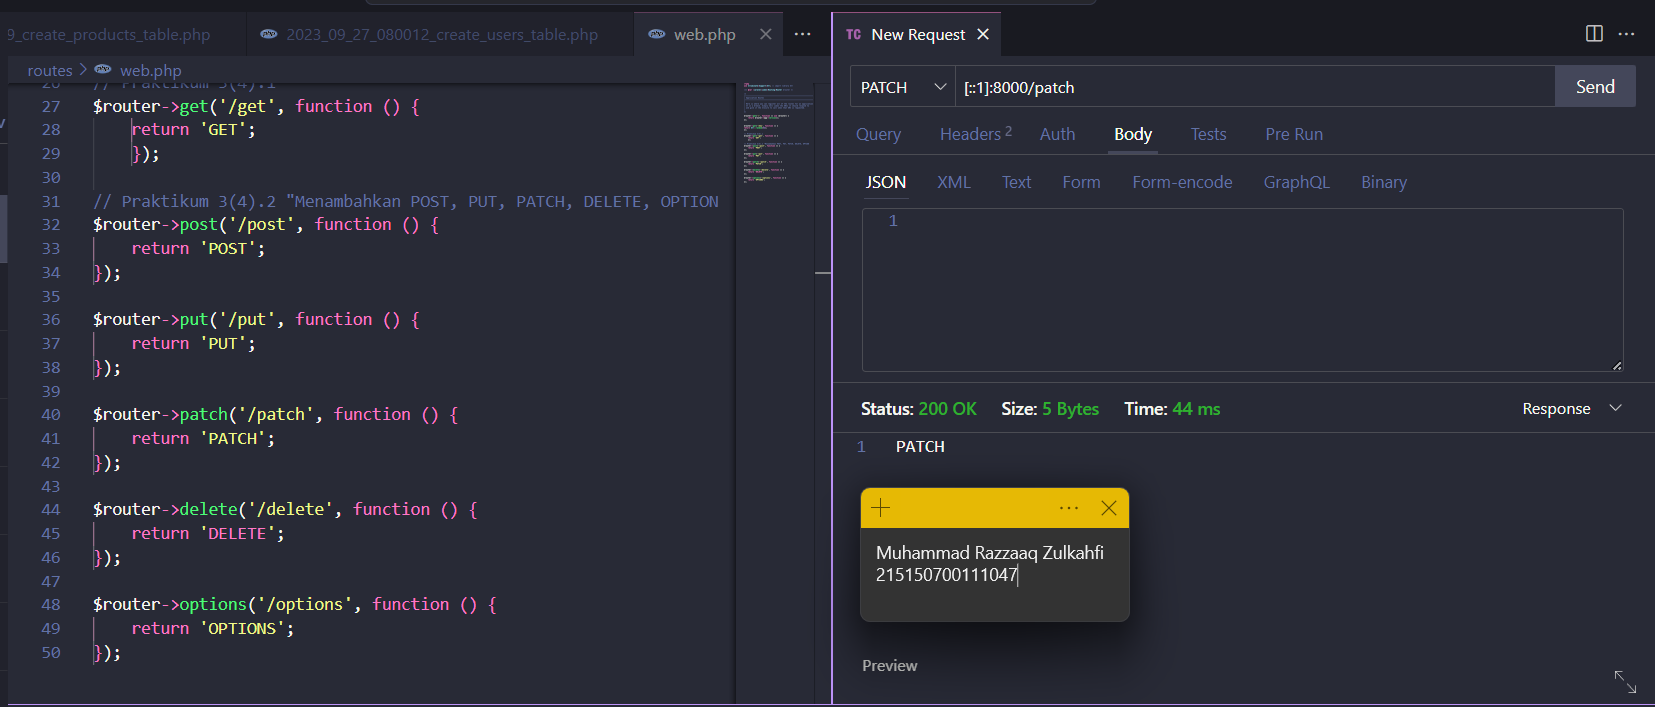 9_create_products_table.php
2023_09_27_080012_create_users_table.php
web.php
routes > web.php
26 // Praktikum 3(4).1
27 $router->get('/get', function () {
28 return 'GET';
29 });
30
31 // Praktikum 3(4).2 "Menambahkan POST, PUT, PATCH, DELETE, OPTION
32 $router->post('/post', function () {
33 return 'POST';
34 });
35
36 $router->put('/put', function () {
37 return 'PUT';
38 });
39
40 $router->patch('/patch', function () {
41 return 'PATCH';
42 });
43
44 $router->delete('/delete', function () {
45 return 'DELETE';
46 });
47
48 $router->options('/options', function () {
49 return 'OPTIONS';
50 });
TC New Request
PATCH [::1]:8000/patch Send
Query Headers 2 Auth Body Tests Pre Run
JSON XML Text Form Form-encode GraphQL Binary
1
Status: 200 OK Size: 5 Bytes Time: 44 ms Response
1 PATCH
Muhammad Razzaaq Zulkahfi
215150700111047
Preview